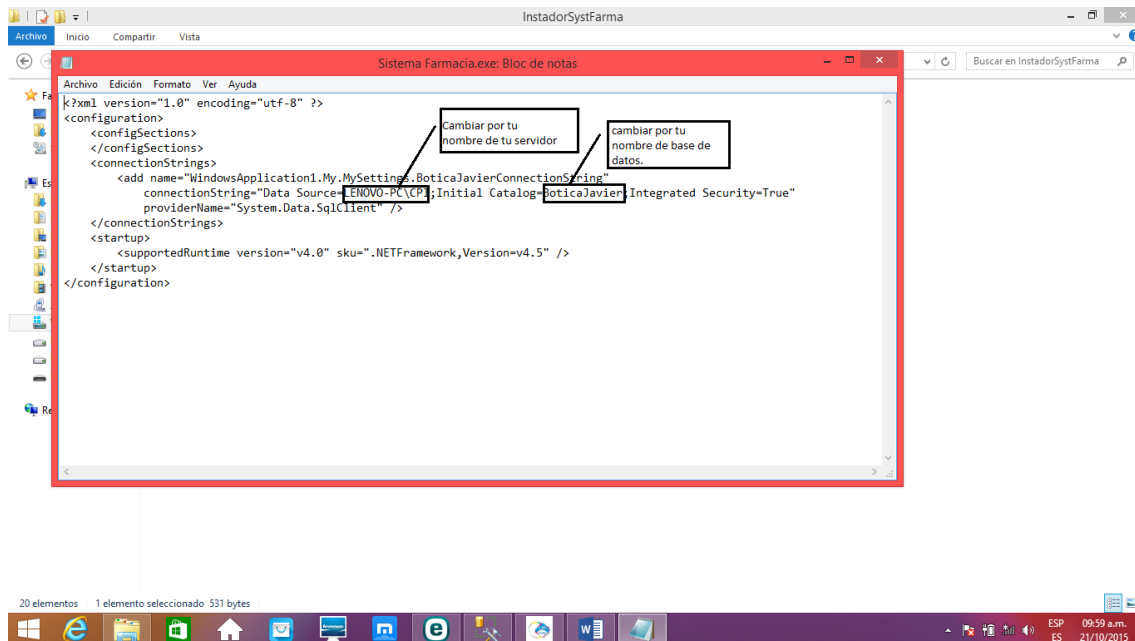 InstadorSystFarma
Archivo Inicio Compartir Vista
Buscar en InstadorSystFarma
Sistema Farmacia.exe: Bloc de notas
Archivo Edición Formato Ver Ayuda
<?xml version="1.0" encoding="utf-8" ?>
<configuration>
<configSections>
</configSections>
<connectionStrings>
<add name="WindowsApplication1.My.MySettings.BoticaJavierConnectionString"
connectionString="Data Source=LENOVO-PC\CPI;Initial Catalog=BoticaJavier;Integrated Security=True"
providerName="System.Data.SqlClient" />
</connectionStrings>
<startup>
<supportedRuntime version="v4.0" sku=".NETFramework,Version=v4.5" />
</startup>
</configuration>
Cambiar por tu
nombre de tu servidor
cambiar por tu
nombre de base de
datos.
Fa
Es
Re
20 elementos 1 elemento seleccionado 531 bytes
ESP
ES
09:59 a.m.
21/10/2015